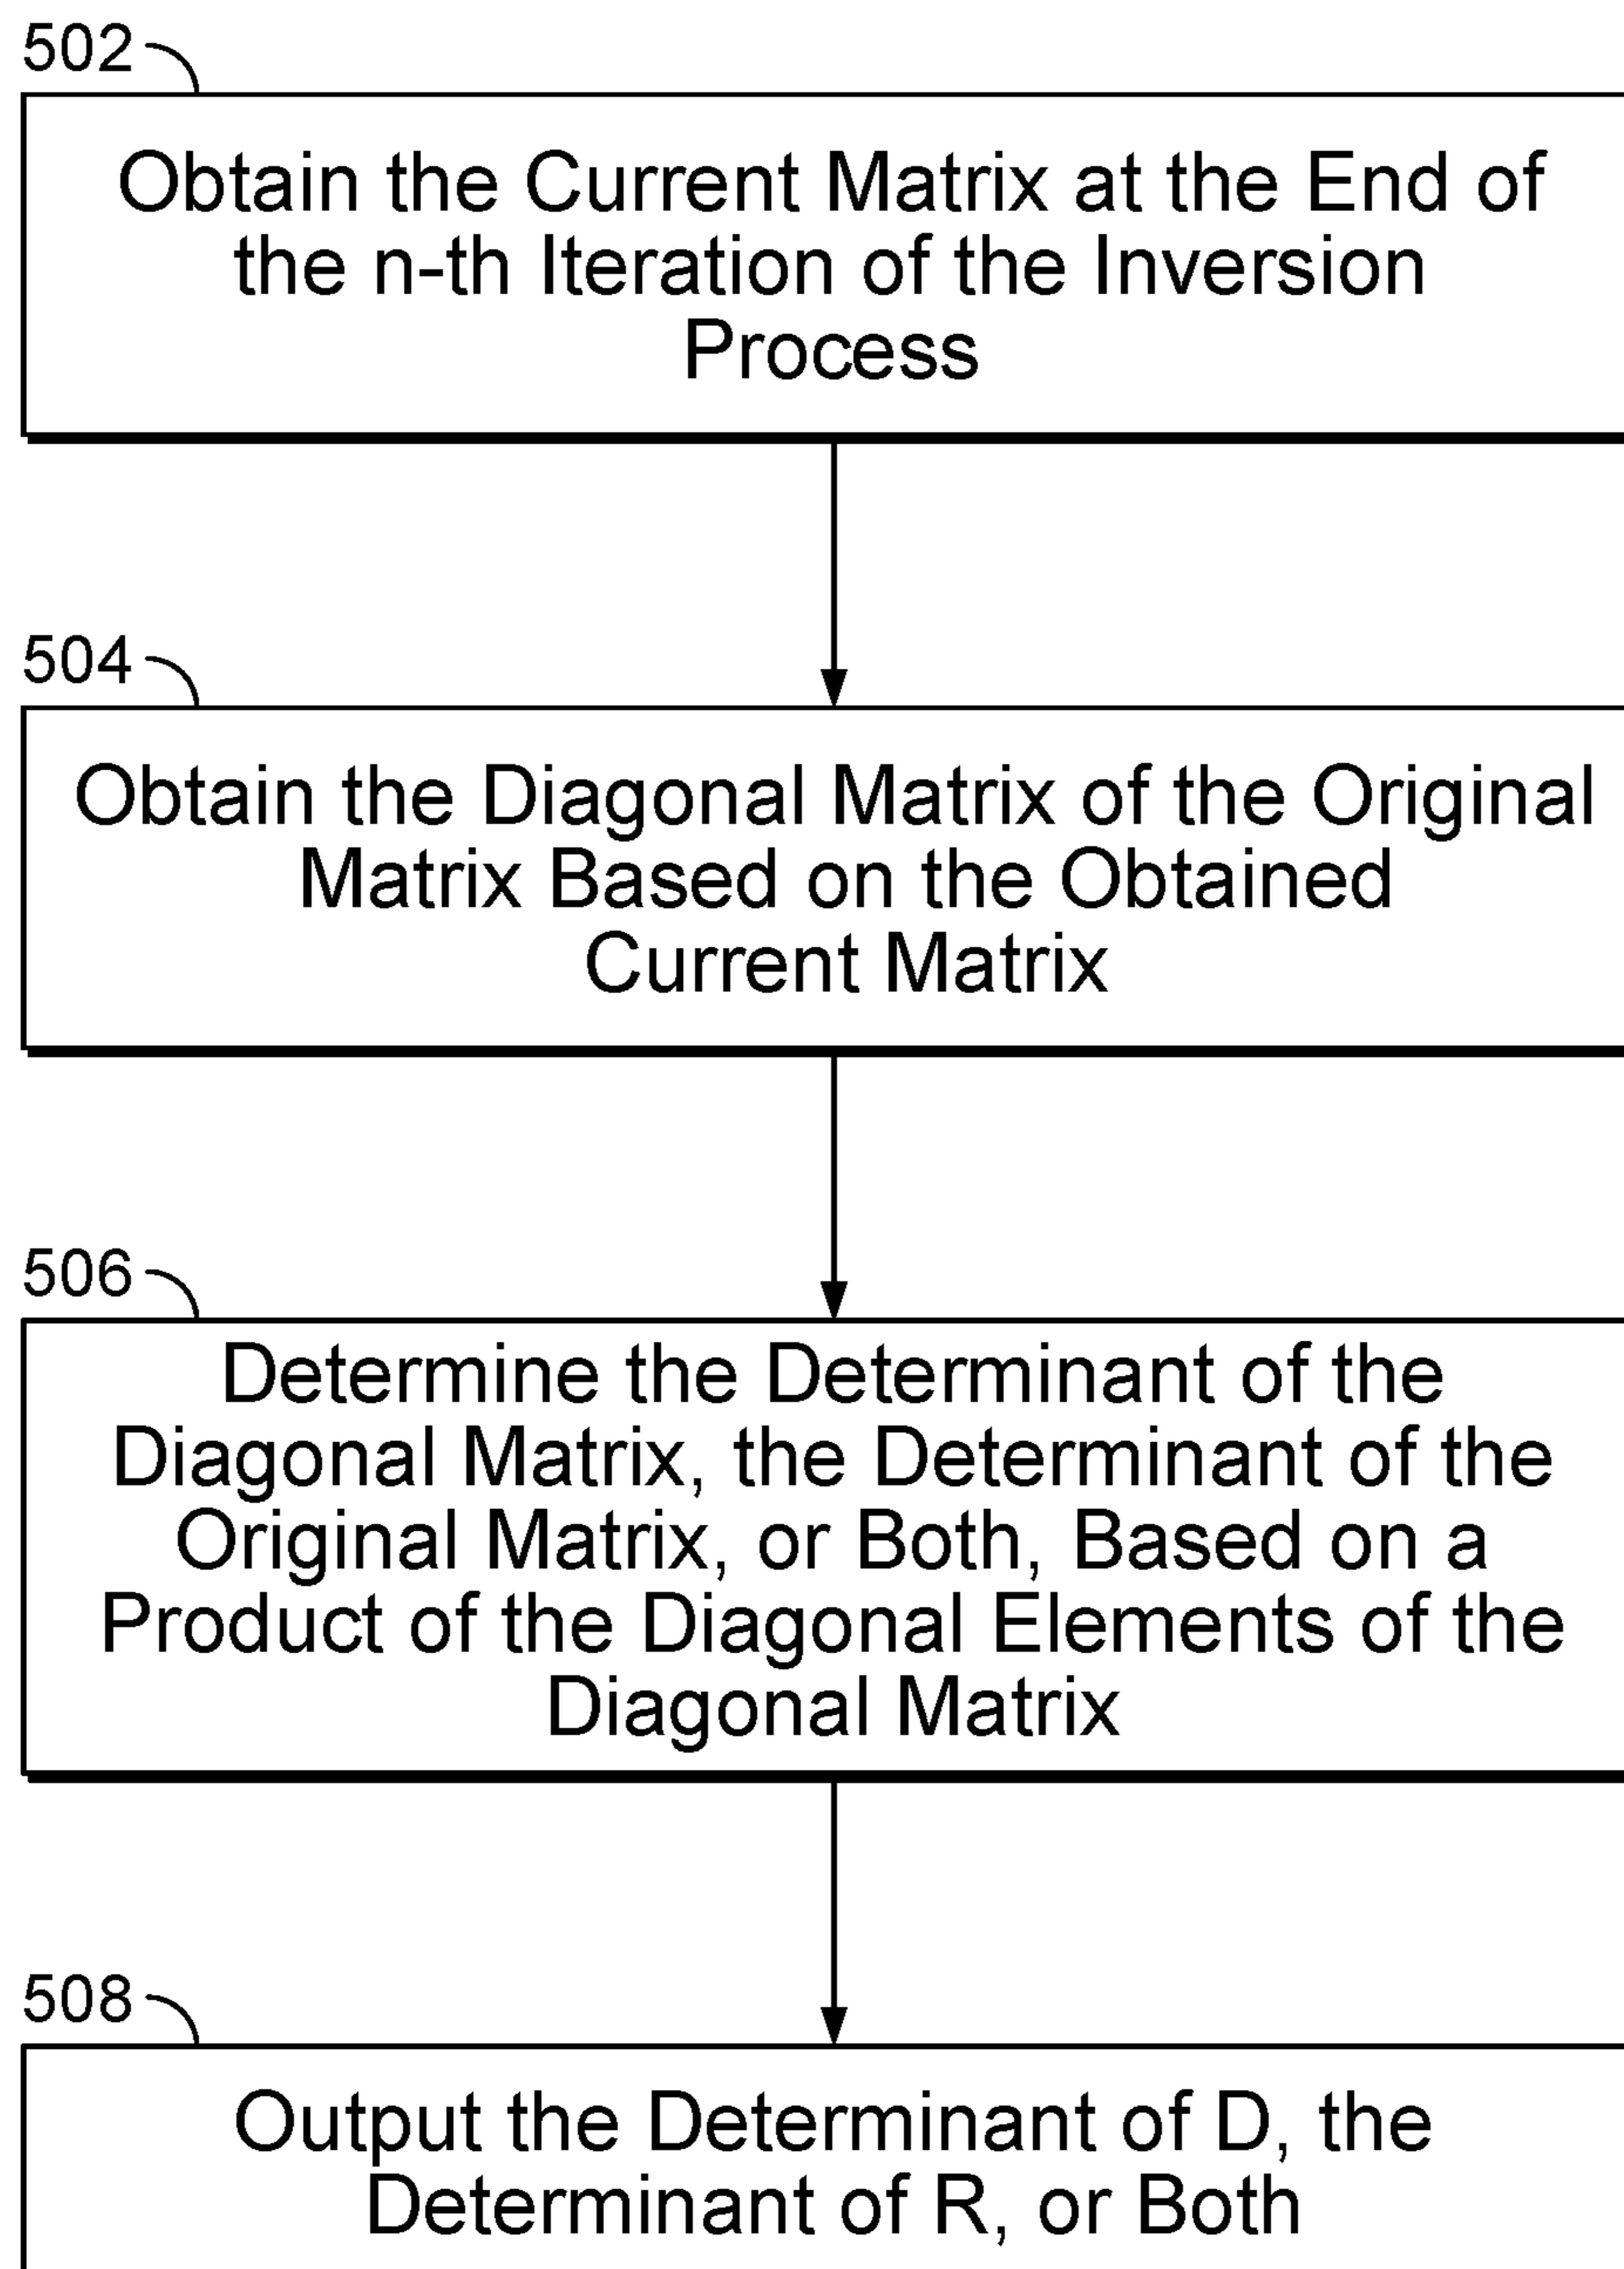 502
Obtain the Current Matrix at the End of
the n-th Iteration of the Inversion
Process
504
Obtain the Diagonal Matrix of the Original
Matrix Based on the Obtained
Current Matrix
506
Determine the Determinant of the
Diagonal Matrix, the Determinant of the
Original Matrix, or Both, Based on a
Product of the Diagonal Elements of the
Diagonal Matrix
508
Output the Determinant of D, the
Determinant of R, or Both